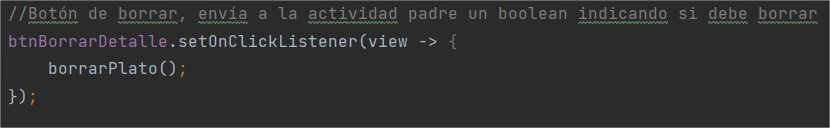 //Botón de borrar, envía a la actividad padre un boolean indicando si debe borrar
btnBorrarDetalle.setOnClickListener(view -> {
    borrarPlato();
});